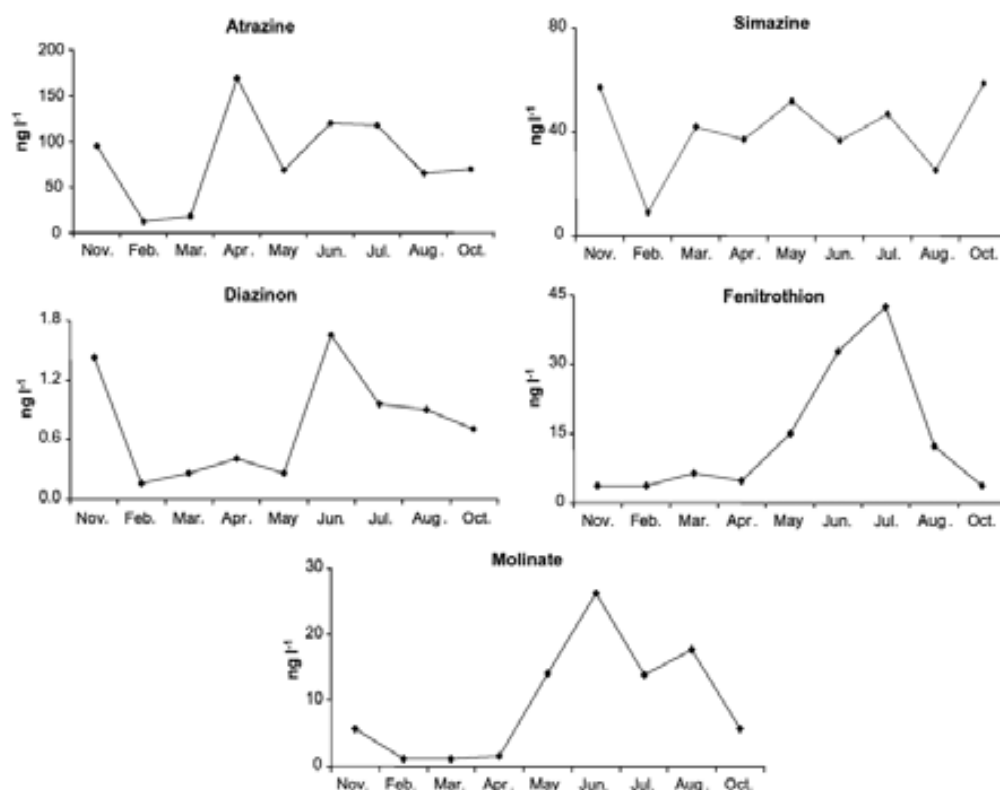 Atrazine
200
150
100
50
0
ng l⁻¹
Nov. Feb. Mar. Apr. May Jun. Jul. Aug. Oct.
Simazine
80
40
0
ng l⁻¹
Nov. Feb. Mar. Apr. May Jun. Jul. Aug. Oct.
Diazinon
1.8
1.2
0.6
0.0
ng l⁻¹
Nov. Feb. Mar. Apr. May Jun. Jul. Aug. Oct.
Fenitrothion
45
30
15
0
ng l⁻¹
Nov. Feb. Mar. Apr. May Jun. Jul. Aug. Oct.
Molinate
30
20
10
0
ng l⁻¹
Nov. Feb. Mar. Apr. May Jun. Jul. Aug. Oct.